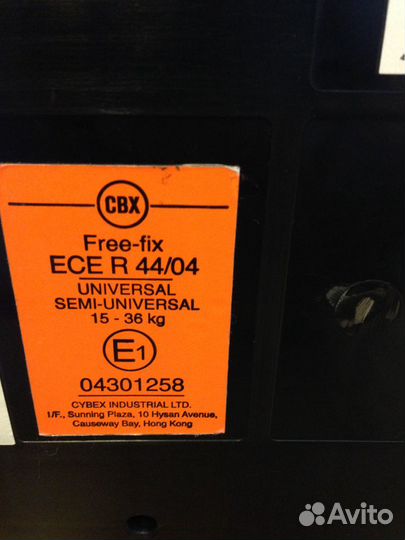 CBX
Free-fix
ECE R 44/04
UNIVERSAL
SEMI-UNIVERSAL
15 - 36 kg
E1
04301258
CYBEX INDUSTRIAL LTD.
1/F., Sunning Plaza, 10 Hysan Avenue,
Causeway Bay, Hong Kong
Avito